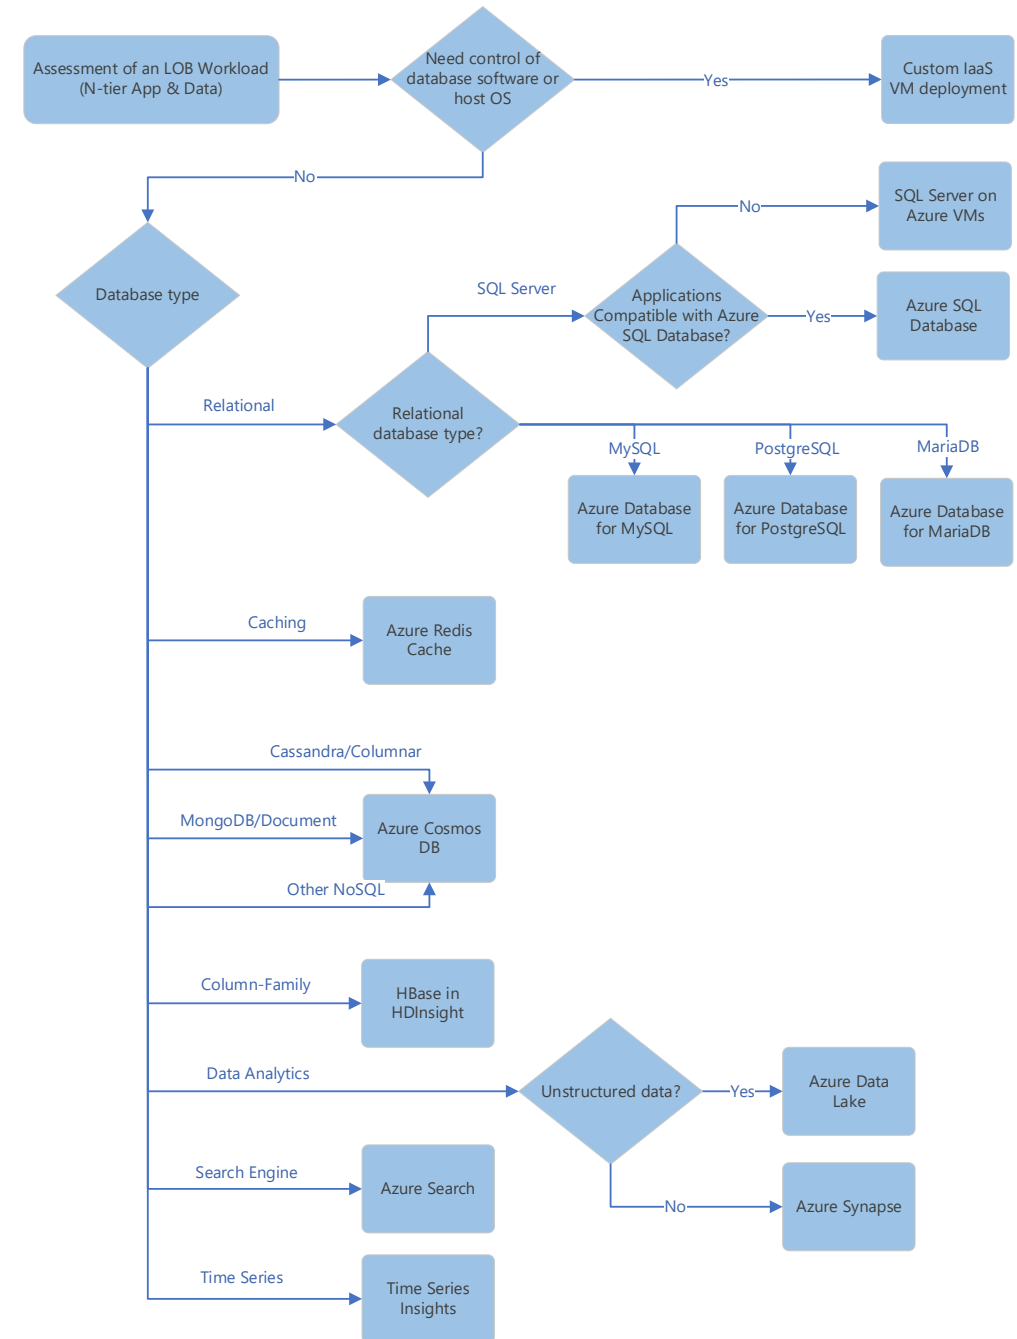 Assessment of an LOB Workload
(N-tier App & Data)
Need control of
database software or
host OS
Yes
Custom IaaS
VM deployment
No
Database type
SQL Server
Applications
Compatible with Azure
SQL Database?
No
SQL Server on
Azure VMs
Yes
Azure SQL
Database
Relational
Relational
database type?
MySQL
PostgreSQL
MariaDB
Azure Database
for MySQL
Azure Database
for PostgreSQL
Azure Database
for MariaDB
Caching
Azure Redis
Cache
Cassandra/Columnar
MongoDB/Document
Azure Cosmos
DB
Other NoSQL
Column-Family
HBase in
HDInsight
Data Analytics
Unstructured data?
Yes
Azure Data
Lake
No
Azure Synapse
Search Engine
Azure Search
Time Series
Time Series
Insights